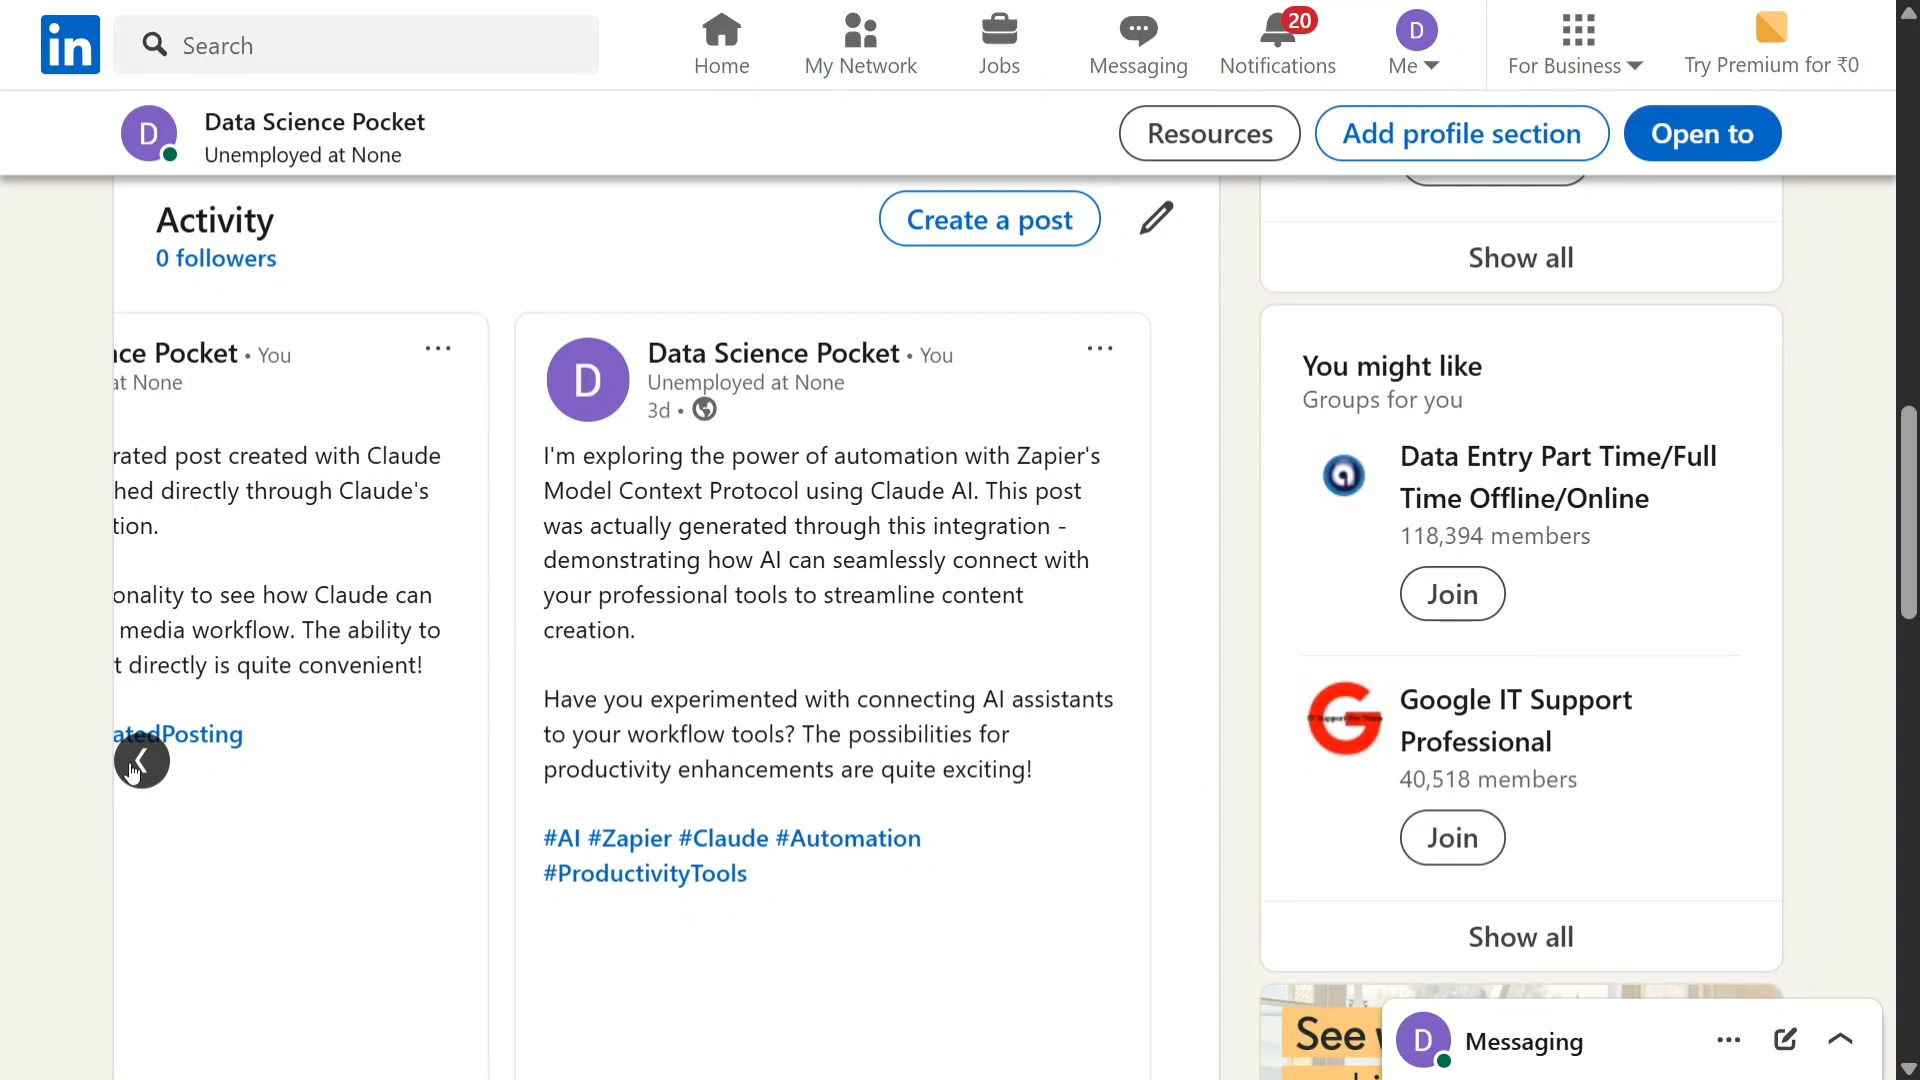 in
Search
Home
My Network
Jobs
Messaging
20
Notifications
D
Me
For Business
Try Premium for ₹0
D
Data Science Pocket
Unemployed at None
Resources
Add profile section
Open to
Activity
0 followers
Create a post
ce Pocket • You
at None
rated post created with Claude
hed directly through Claude's
tion.
onality to see how Claude can
media workflow. The ability to
t directly is quite convenient!
atedPosting
D
Data Science Pocket • You
Unemployed at None
3d •
I'm exploring the power of automation with Zapier's
Model Context Protocol using Claude AI. This post
was actually generated through this integration -
demonstrating how AI can seamlessly connect with
your professional tools to streamline content
creation.
Have you experimented with connecting AI assistants
to your workflow tools? The possibilities for
productivity enhancements are quite exciting!
#AI #Zapier #Claude #Automation
#ProductivityTools
Show all
You might like
Groups for you
Data Entry Part Time/Full
Time Offline/Online
118,394 members
Join
Google IT Support
Professional
40,518 members
Join
Show all
See
D
Messaging